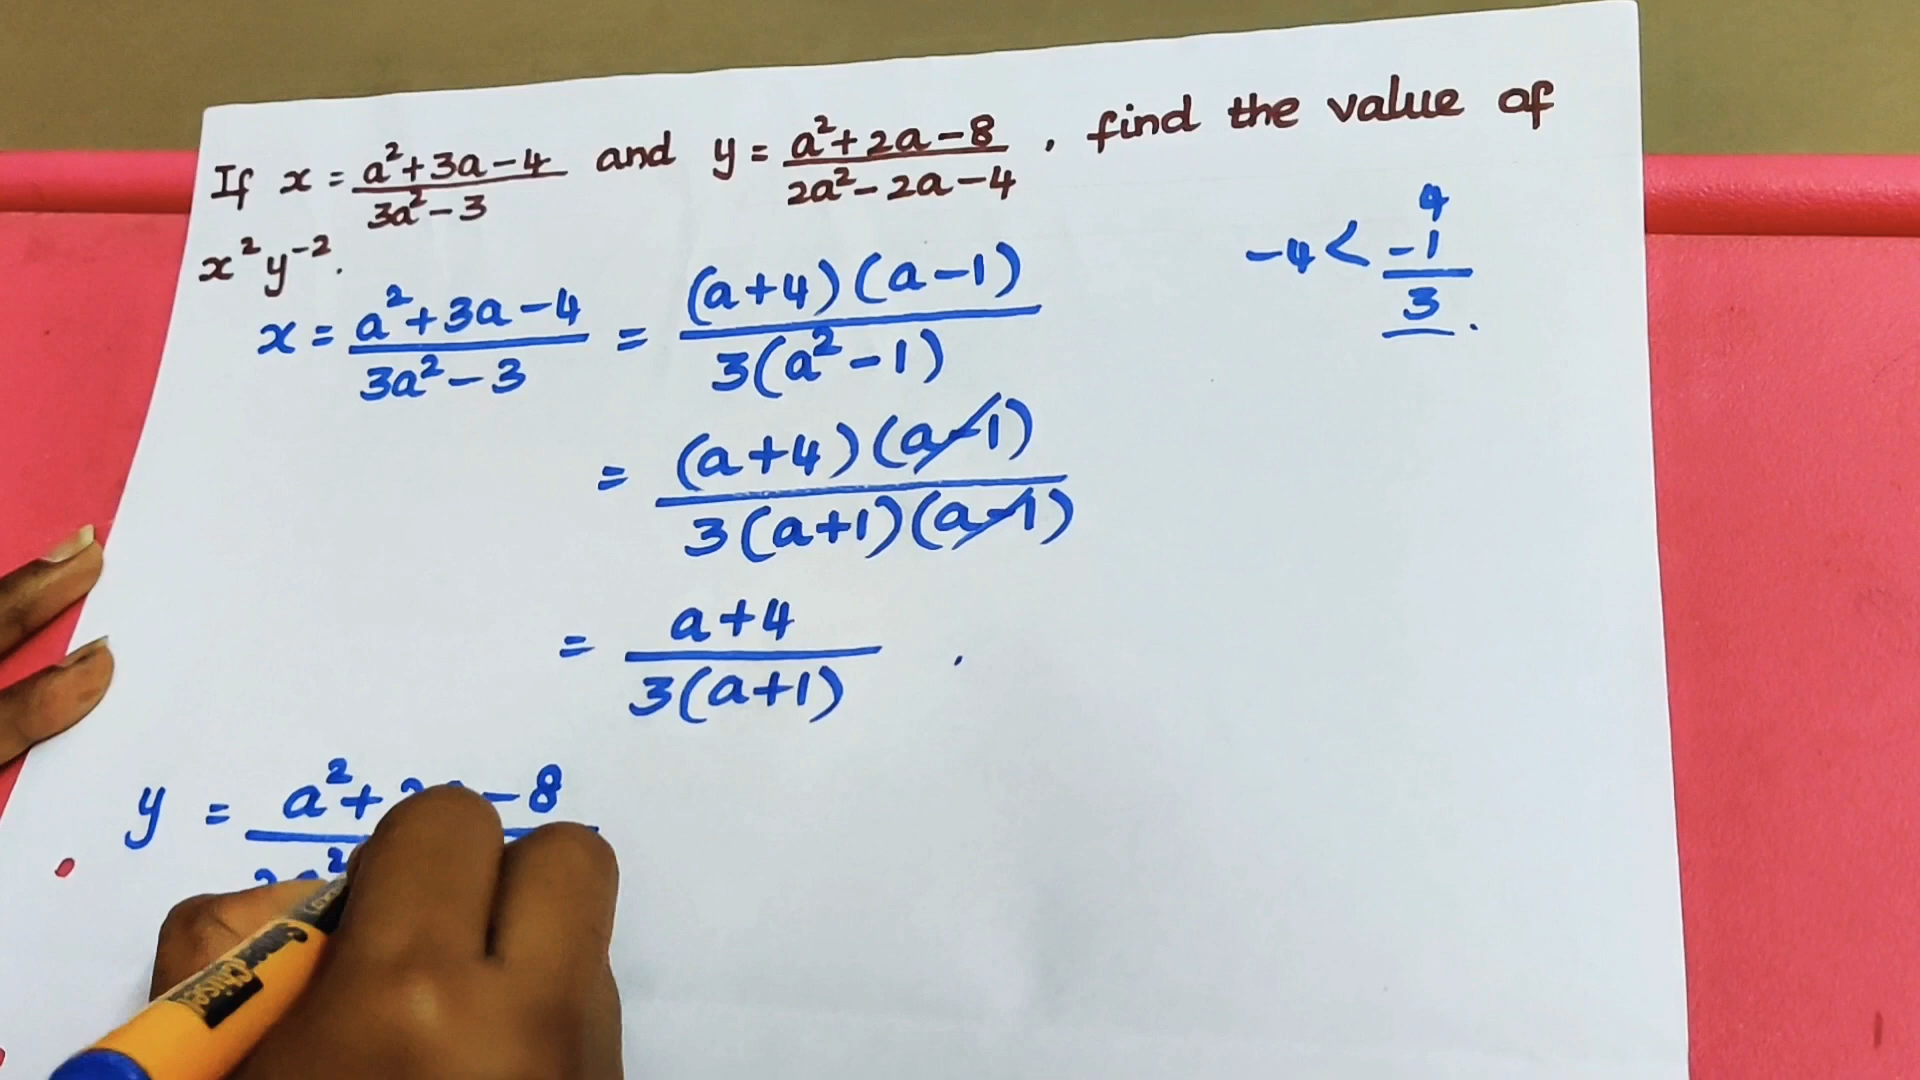 If x = a²+3a-4 / 3a²-3 and y = a²+2a-8 / 2a²-2a-4, find the value of
x²y⁻².
-4 < 4
-1
3.
x = a²+3a-4 / 3a²-3 = (a+4)(a-1) / 3(a²-1)
= (a+4)(a-1) / 3(a+1)(a-1)
= a+4 / 3(a+1).
y = a²+ -8